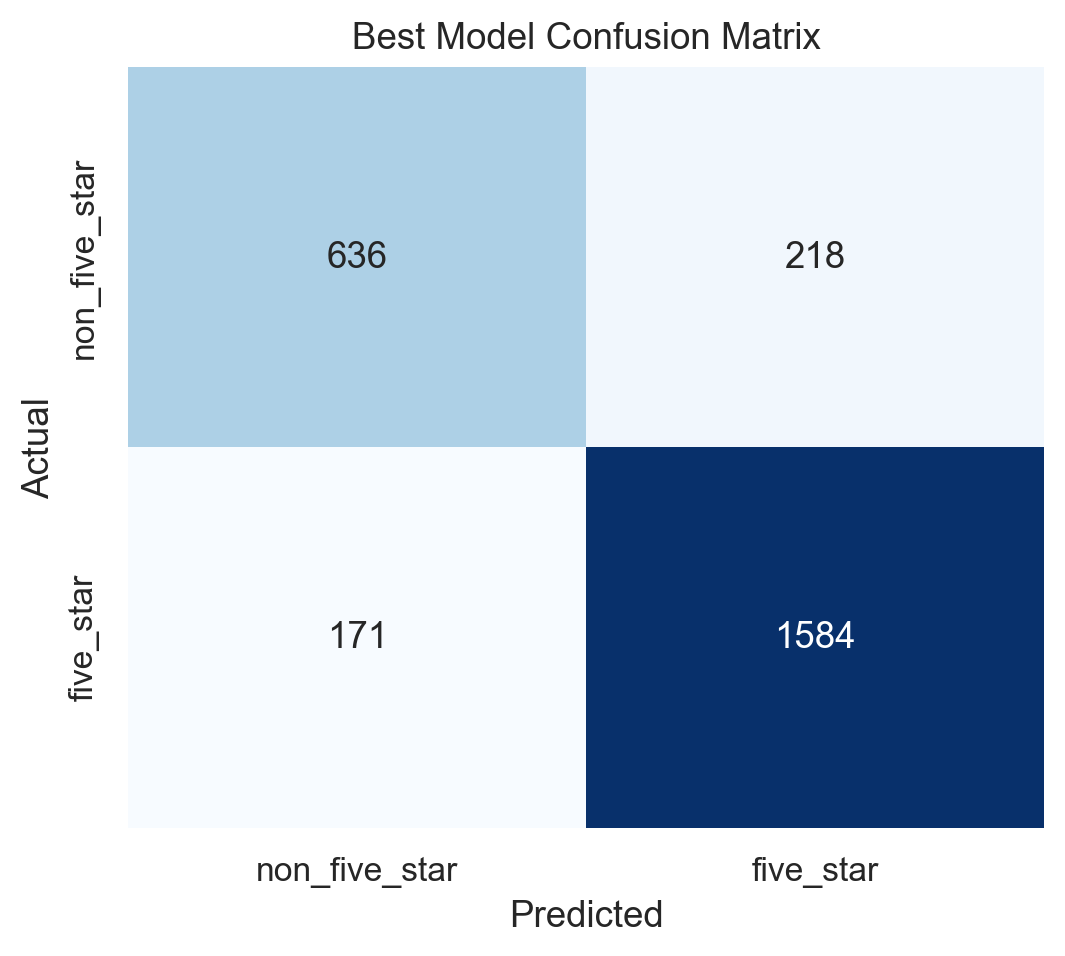 Best Model Confusion Matrix
Actual
non_five_star
636
218
five_star
171
1584
non_five_star
five_star
Predicted